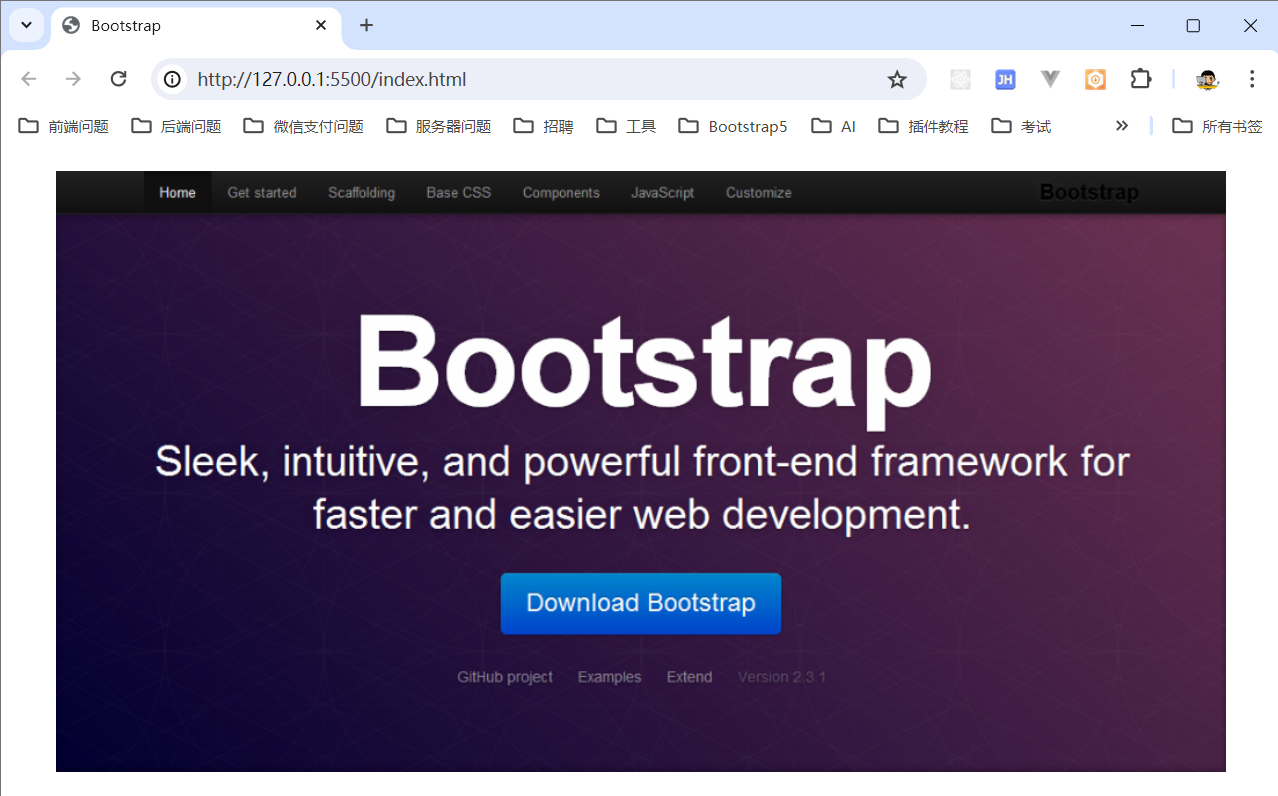 Bootstrap
http://127.0.0.1:5500/index.html
JH
前端问题 后端问题 微信支付问题 服务器问题 招聘 工具 Bootstrap5 AI 插件教程 考试 所有书签
Home Get started Scaffolding Base CSS Components JavaScript Customize Bootstrap
Bootstrap
Sleek, intuitive, and powerful front-end framework for
faster and easier web development.
Download Bootstrap
GitHub project Examples Extend Version 2.3.1